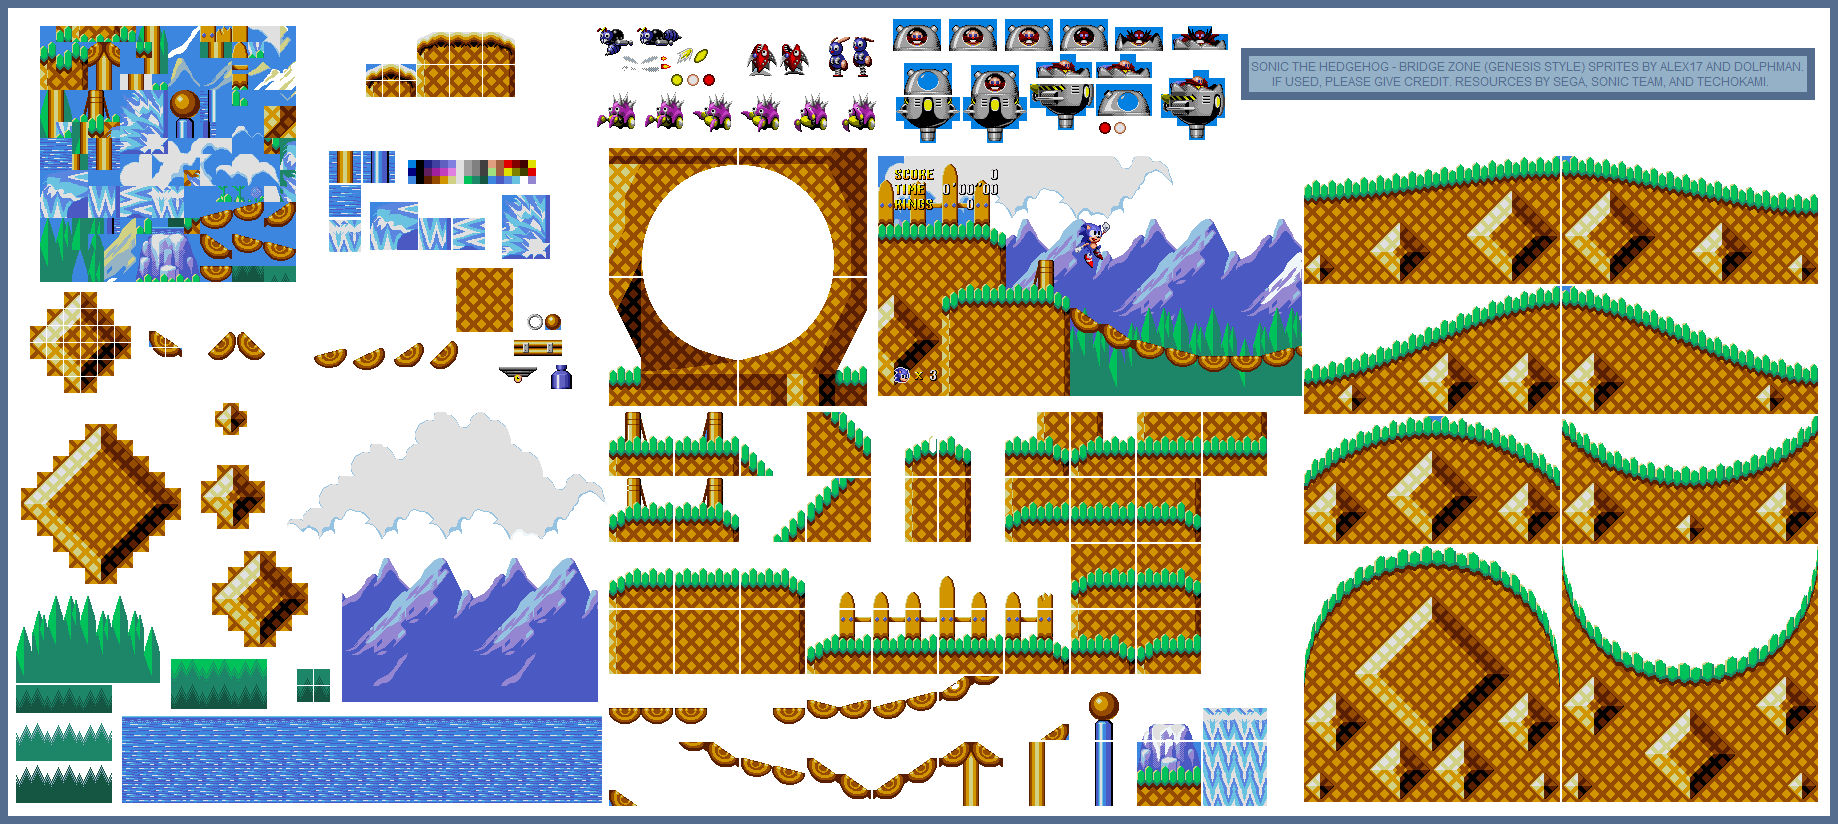 SONIC THE HEDGEHOG - BRIDGE ZONE (GENESIS STYLE) SPRITES BY ALEX17 AND DOLPHMAN.
IF USED, PLEASE GIVE CREDIT. RESOURCES BY SEGA, SONIC TEAM, AND TECHOKAMI.
SCORE 0
TIME 0'00"00
RINGS 0
× 3